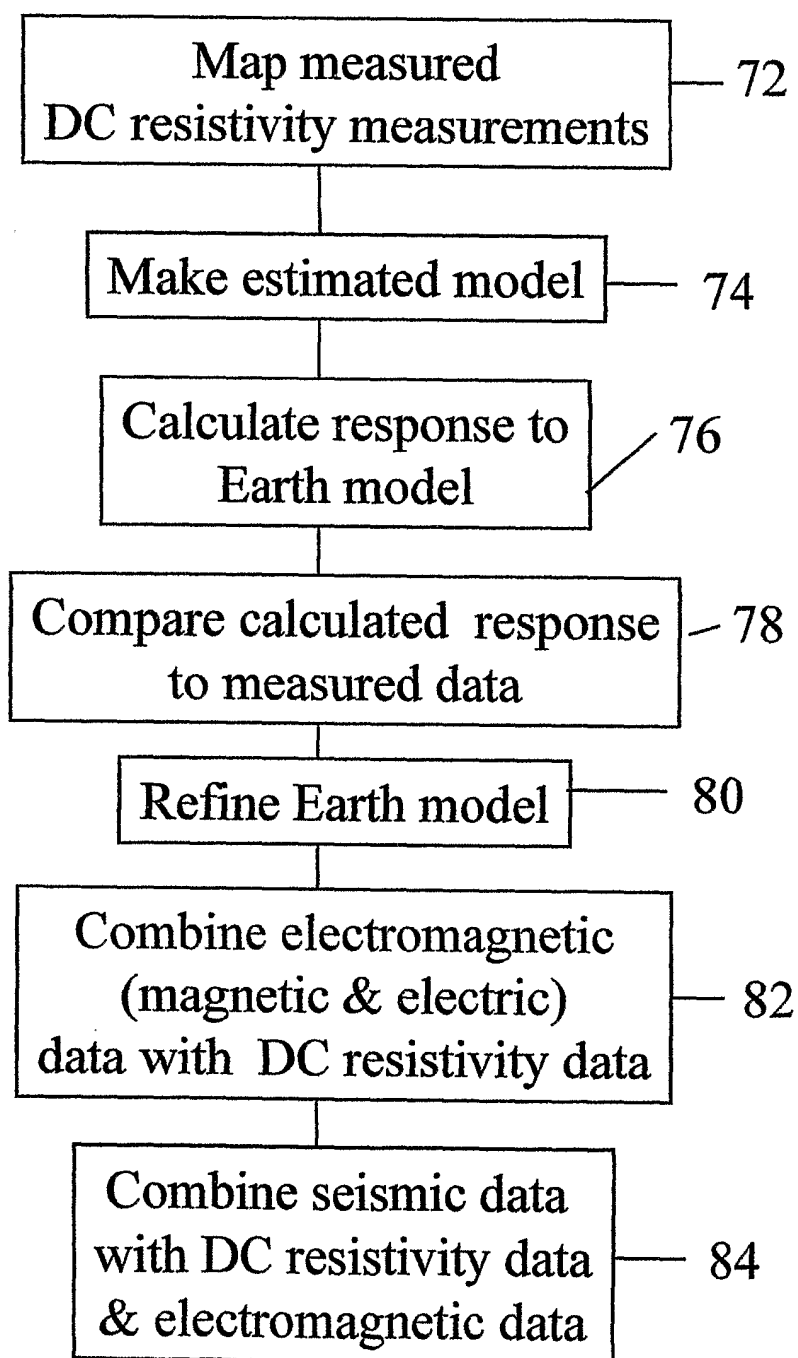 Map measured
DC resistivity measurements
72
Make estimated model
74
Calculate response to
Earth model
76
Compare calculated response
to measured data
78
Refine Earth model
80
Combine electromagnetic
(magnetic & electric)
data with DC resistivity data
82
Combine seismic data
with DC resistivity data
& electromagnetic data
84